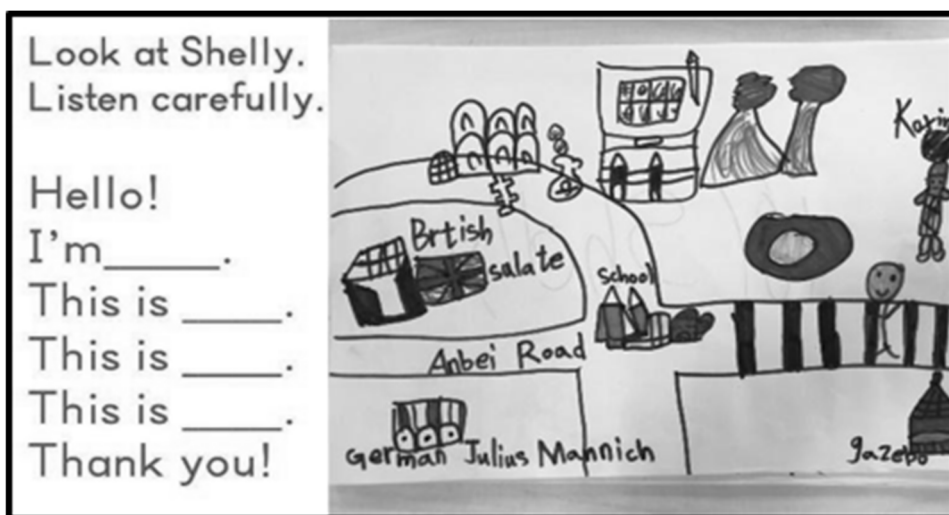 Look at Shelly.
Listen carefully.
Hello!
I'm_____.
This is _____.
This is _____.
This is _____.
Thank you!
Brtish
salate
school
Anbei Road
German Julius Mannich
gazebo